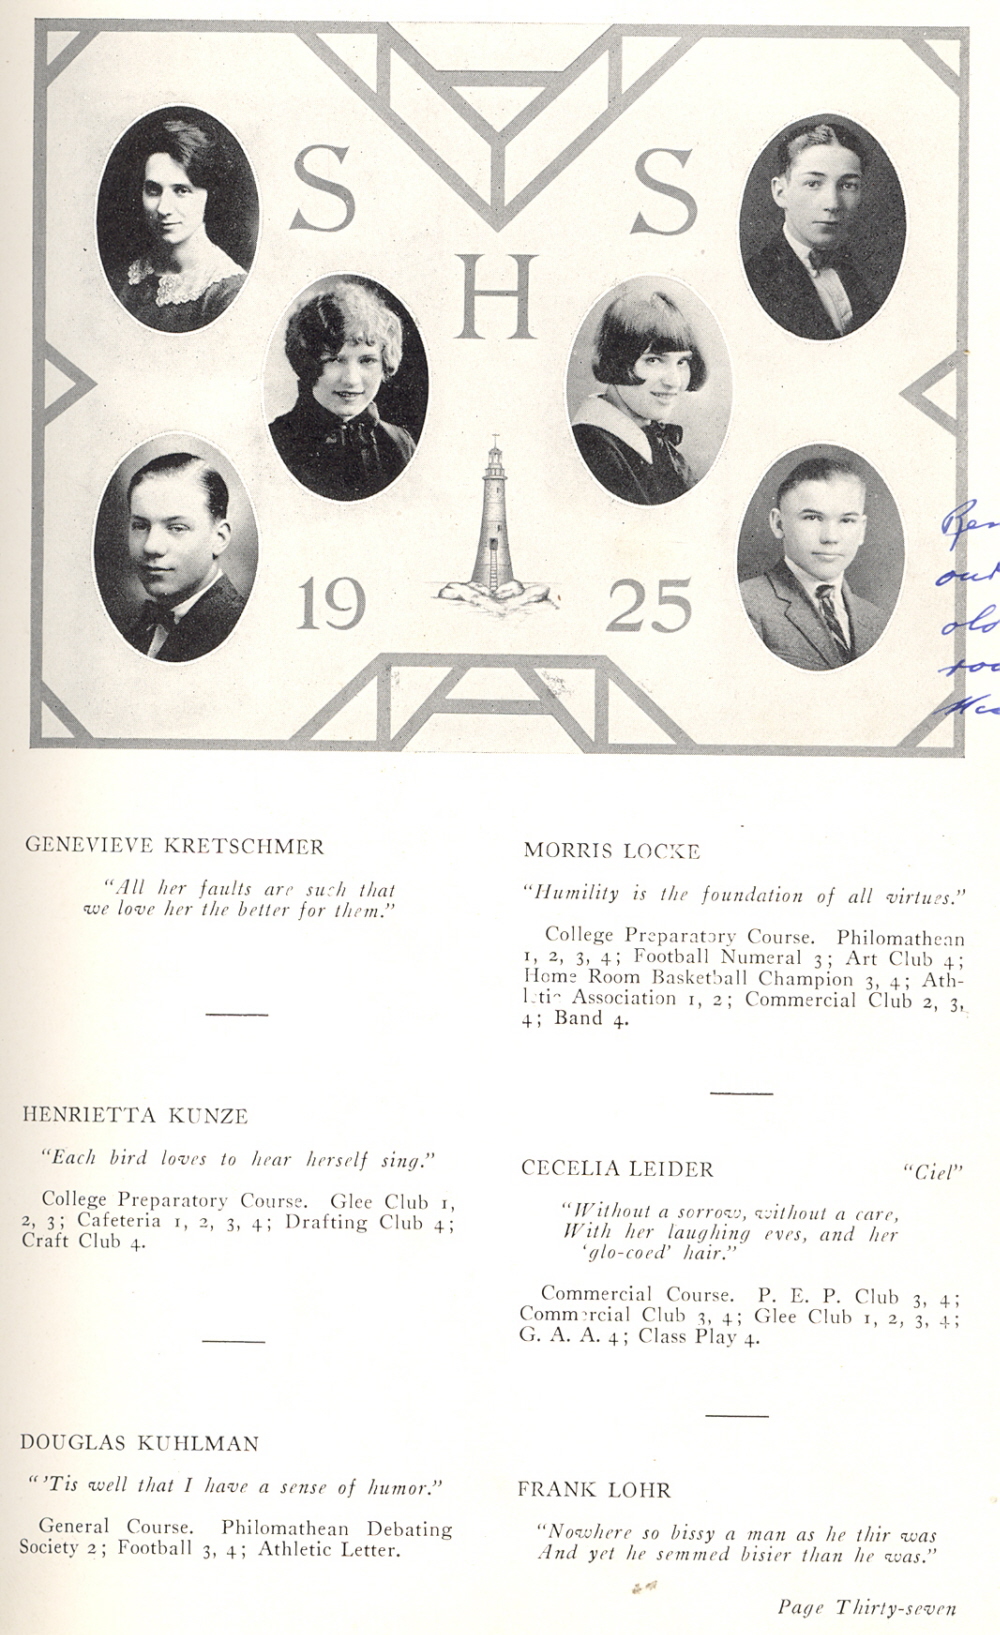 S S
H
19 25
out
GENEVIEVE KRETSCHMER
"All her faults are such that
we love her the better for them."
HENRIETTA KUNZE
"Each bird loves to hear herself sing."
College Preparatory Course. Glee Club 1,
2, 3; Cafeteria 1, 2, 3, 4; Drafting Club 4;
Craft Club 4.
DOUGLAS KUHLMAN
"'Tis well that I have a sense of humor."
General Course. Philomathean Debating
Society 2; Football 3, 4; Athletic Letter.
MORRIS LOCKE
"Humility is the foundation of all virtues."
College Preparatory Course. Philomathean
1, 2, 3, 4; Football Numeral 3; Art Club 4;
Home Room Basketball Champion 3, 4; Ath-
letic Association 1, 2; Commercial Club 2, 3,
4; Band 4.
CECELIA LEIDER "Ciel"
"Without a sorrow, without a care,
With her laughing eyes, and her
'glo-coed' hair."
Commercial Course. P. E. P. Club 3, 4;
Commercial Club 3, 4; Glee Club 1, 2, 3, 4;
G. A. A. 4; Class Play 4.
FRANK LOHR
"Nowhere so bissy a man as he thir was
And yet he semmed bisier than he was."
Page Thirty-seven